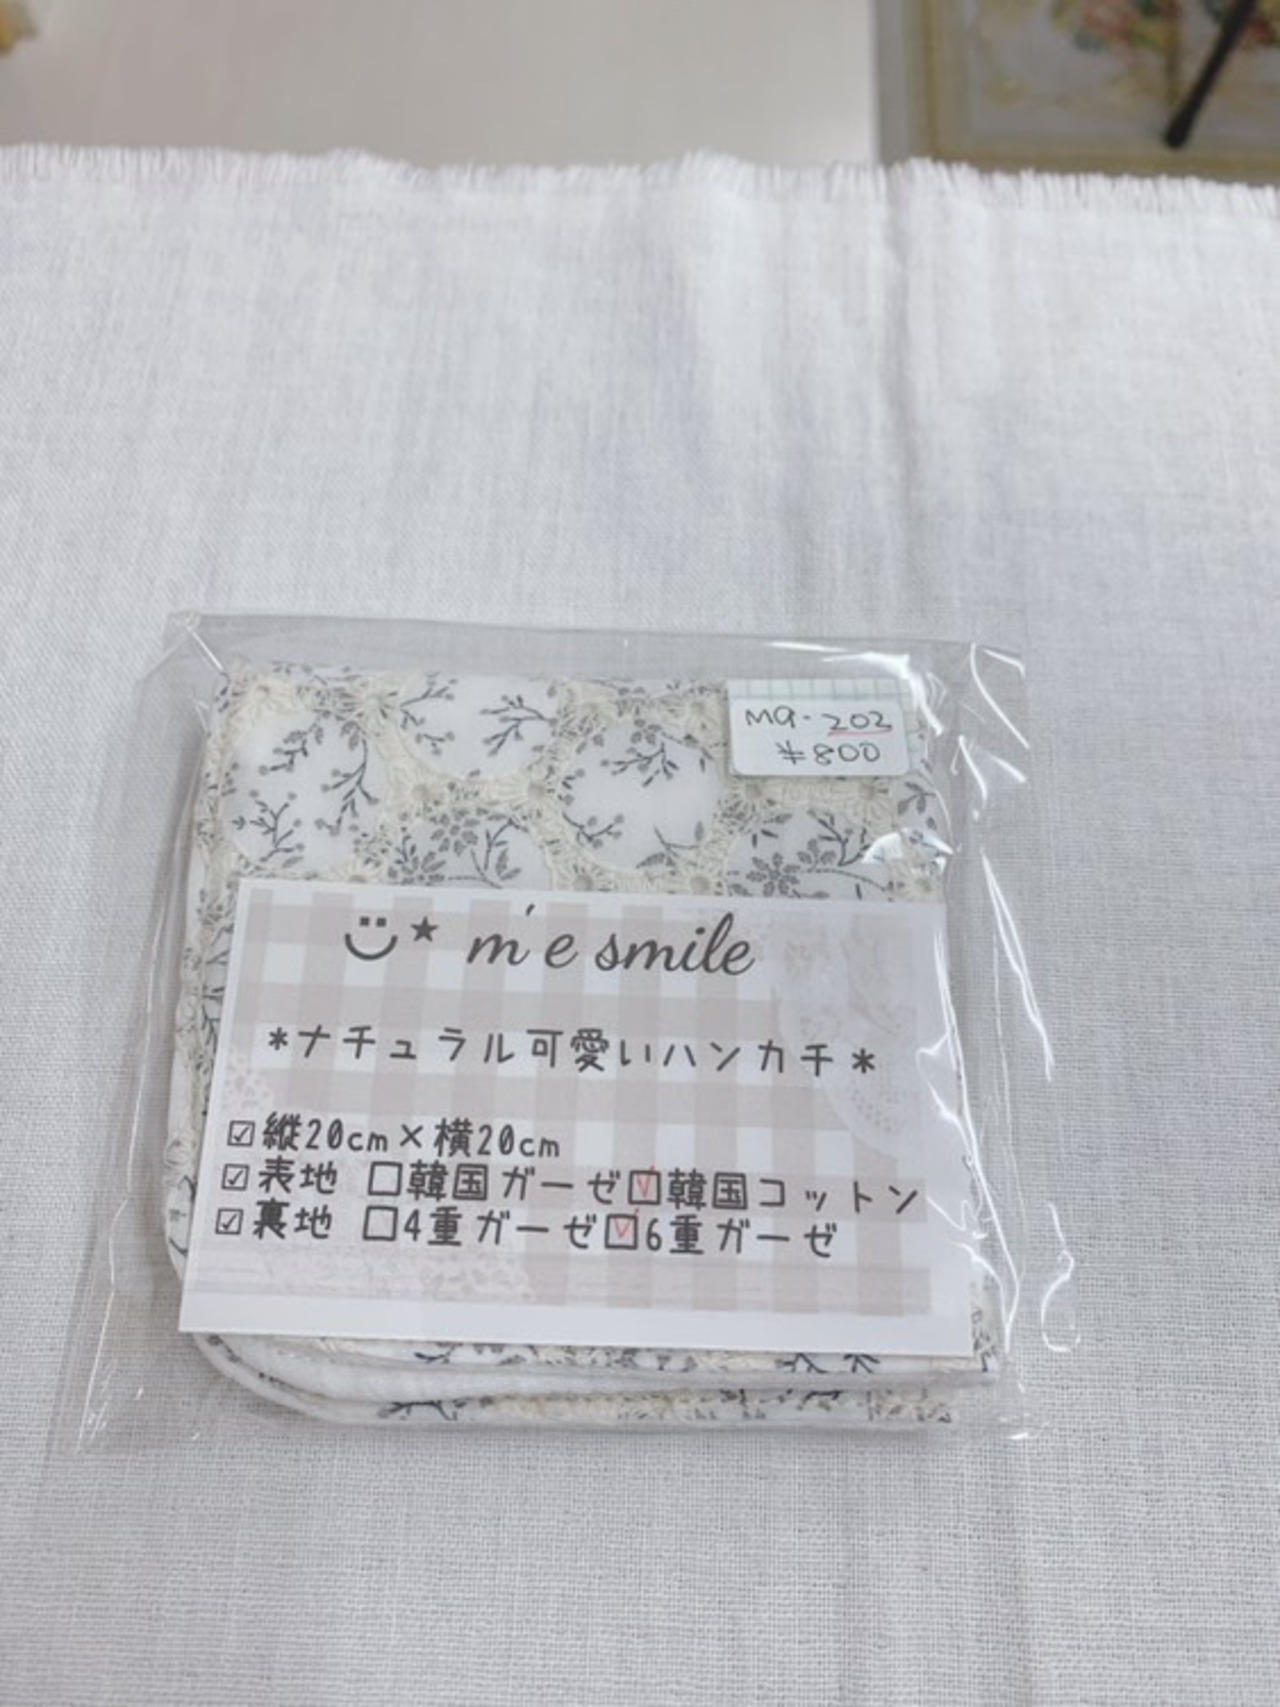 Ma-202
¥800
m'e smile
*ナチュラル可愛いハンカチ*
☑縦20cm×横20cm
☑表地 □韓国ガーゼ☑韓国コットン
☑裏地 □4重ガーゼ☑6重ガーゼ